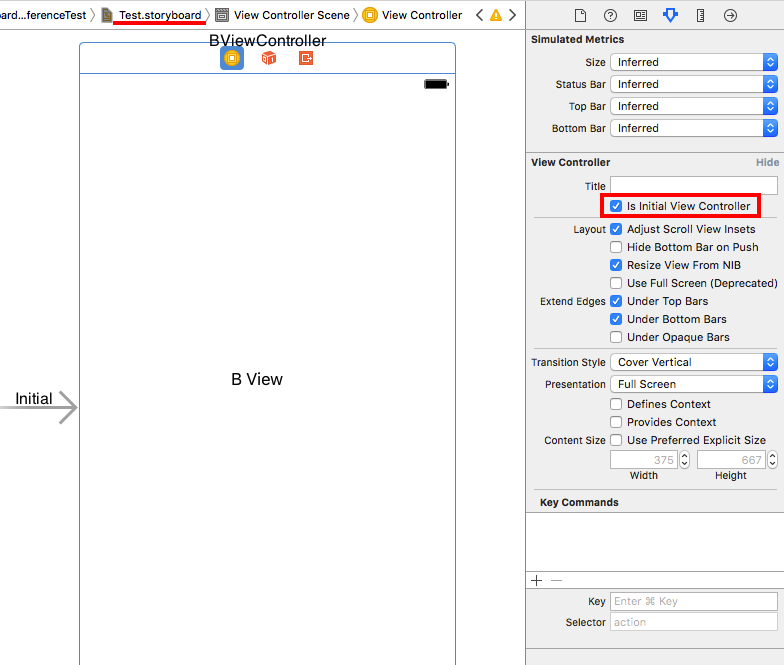 oard...ferenceTest
Test.storyboard
View Controller Scene
View Controller
BViewController
B View
Initial
Simulated Metrics
Size Inferred
Status Bar Inferred
Top Bar Inferred
Bottom Bar Inferred
View Controller Hide
Title
Is Initial View Controller
Layout Adjust Scroll View Insets
Hide Bottom Bar on Push
Resize View From NIB
Use Full Screen (Deprecated)
Extend Edges Under Top Bars
Under Bottom Bars
Under Opaque Bars
Transition Style Cover Vertical
Presentation Full Screen
Defines Context
Provides Context
Content Size Use Preferred Explicit Size
375 667
Width Height
Key Commands
Key Enter ⌘ Key
Selector action